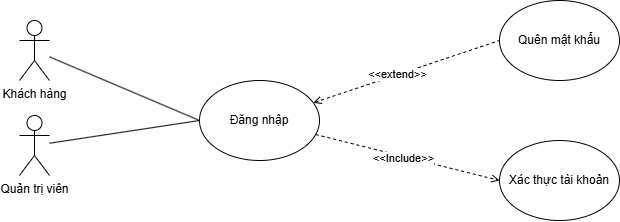 Quên mật khẩu
<<extend>>
Khách hàng
Đăng nhập
<<Include>>
Quản trị viên
Xác thực tài khoản